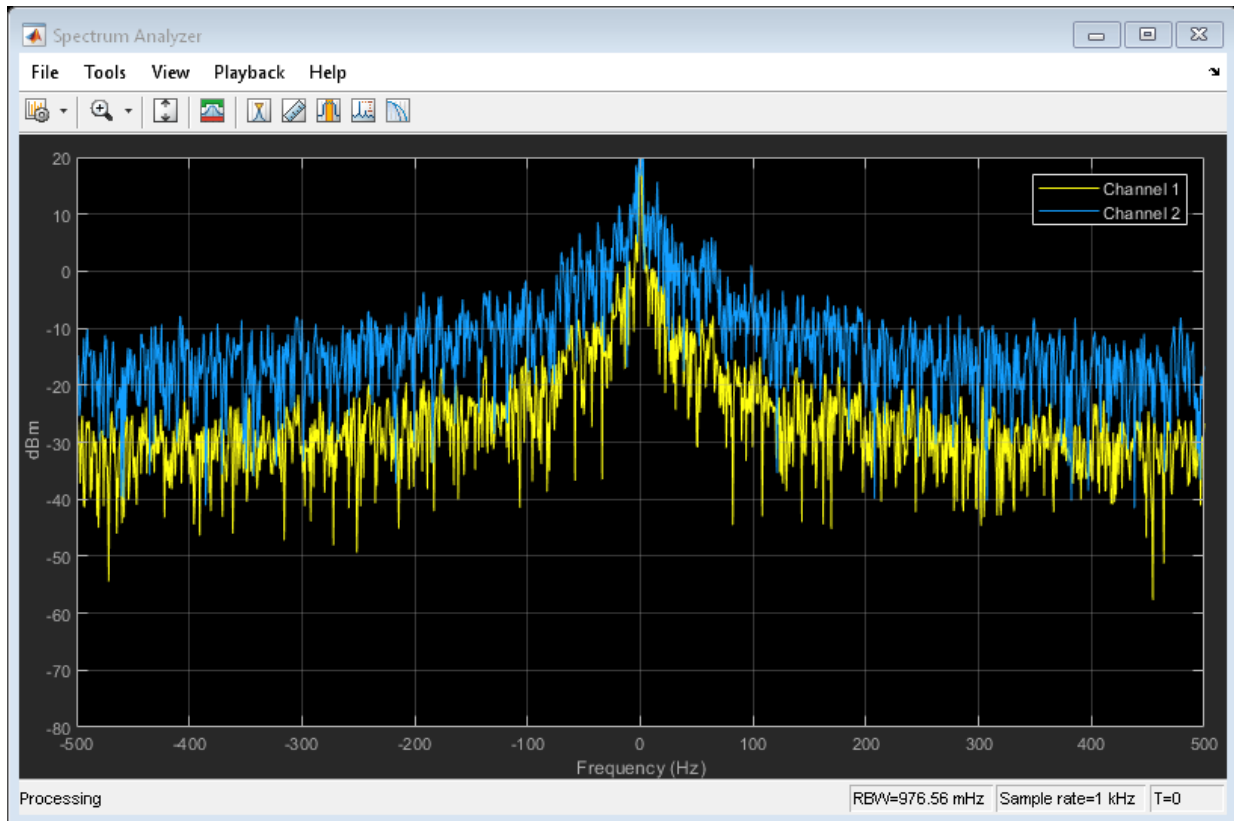 Spectrum Analyzer
File Tools View Playback Help
20
10
0
-10
-20
-30
-40
-50
-60
-70
-80
dBm
Channel 1
Channel 2
-500 -400 -300 -200 -100 0 100 200 300 400 500
Frequency (Hz)
Processing RBW=976.56 mHz Sample rate=1 kHz T=0